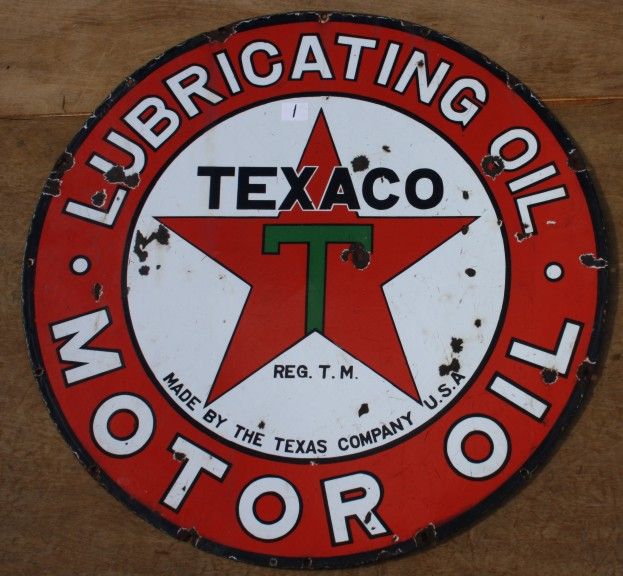 LUBRICATING OIL
1
TEXACO
T
REG. T. M.
MADE BY THE TEXAS COMPANY U.S.A
MOTOR OIL